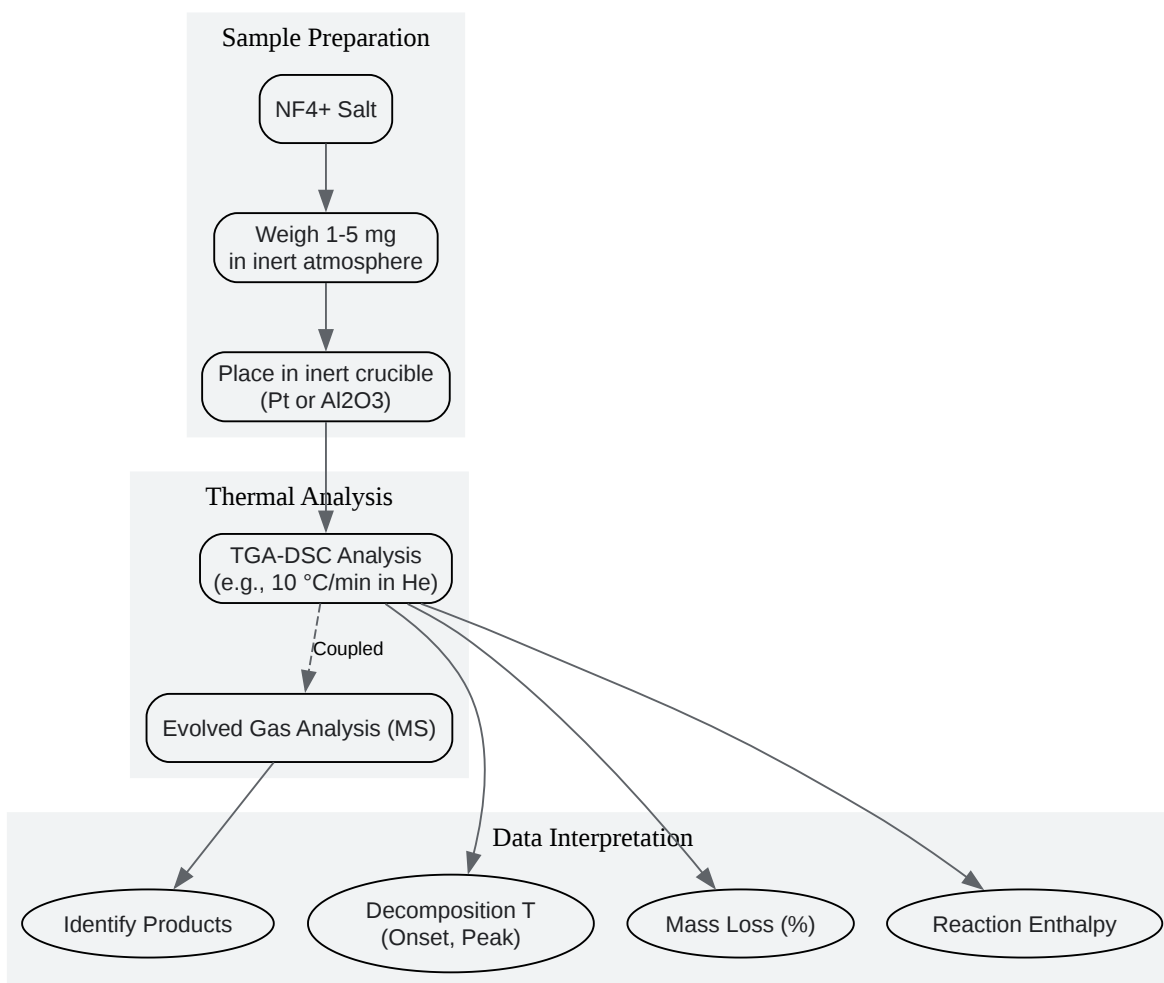 Sample Preparation
NF4+ Salt
Weigh 1-5 mg
in inert atmosphere
Place in inert crucible
(Pt or Al2O3)
Thermal Analysis
TGA-DSC Analysis
(e.g., 10 °C/min in He)
Coupled
Evolved Gas Analysis (MS)
Data Interpretation
Identify Products
Decomposition T
(Onset, Peak)
Mass Loss (%)
Reaction Enthalpy